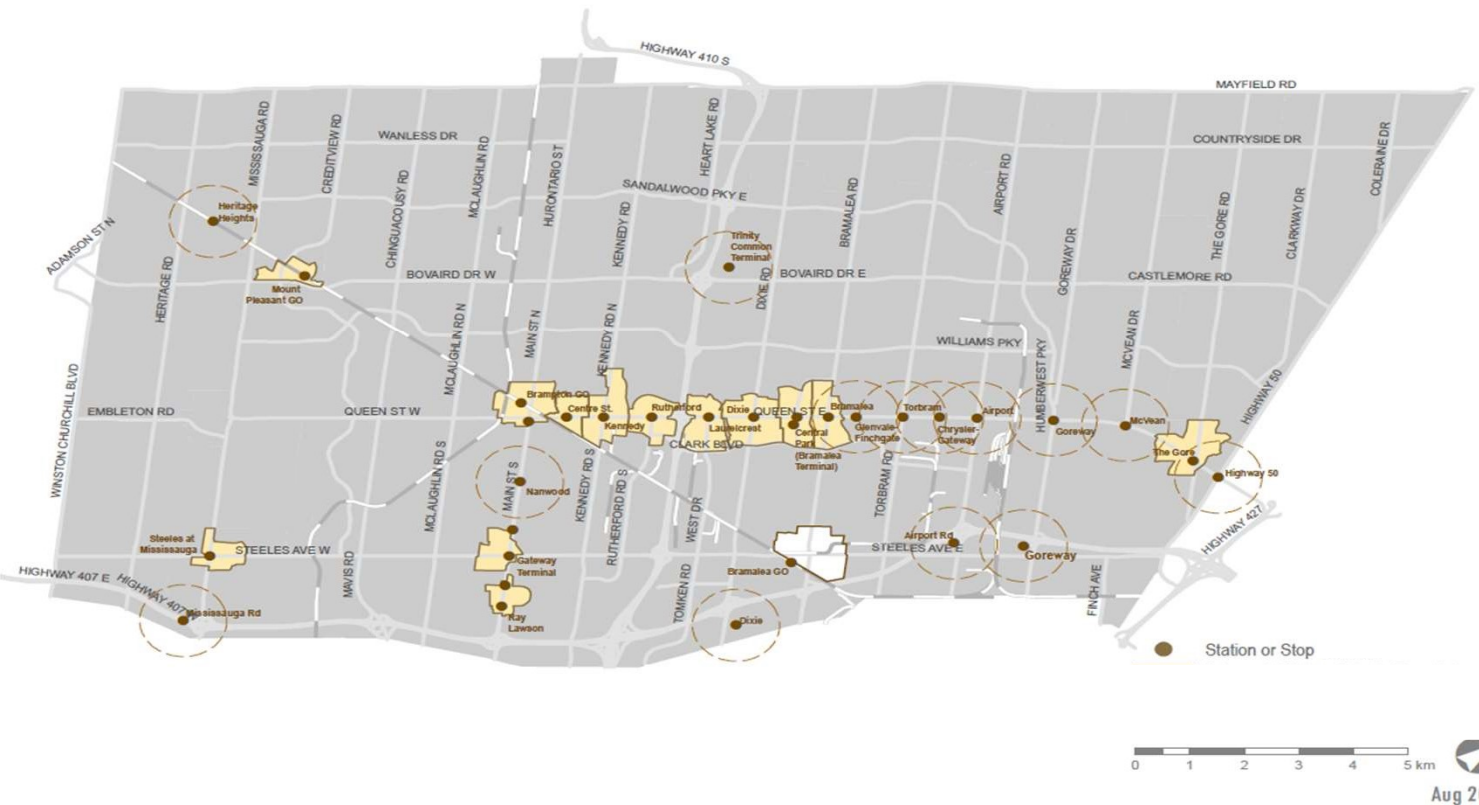 HIGHWAY 410 S
MAYFIELD RD
MISSISSAUGA RD
CREDITVIEW RD
WANLESS DR
MCLAUGHLIN RD
HURONTARIO ST
HEART LAKE RD
COUNTRYSIDE DR
COLERAINE DR
CHINGUACOUSY RD
SANDALWOOD PKY E
KENNEDY RD
BRAMALEA RD
AIRPORT RD
THE GORE RD
CLARKWAY DR
GOREWAY DR
Heritage
Heights
ADAMSON ST N
HERITAGE RD
Mount
Pleasant GO
BOVAIRD DR W
Trinity
Common
Terminal
DIXIE RD
BOVAIRD DR E
CASTLEMORE RD
MCLAUGHLIN RD N
MAIN ST N
KENNEDY RD N
WILLIAMS PKY
HUMBERWEST PKY
MCVEAN DR
HIGHWAY 50
WINSTON CHURCHILL BLVD
EMBLETON RD
QUEEN ST W
Brampton GO
Centre St.
Kennedy
Rutherford
Laurelcrest
Dixie
QUEEN ST E
Central
Park
(Bramalea
Terminal)
Bramalea
Glenvale-
Finchgate
Torbram
Chrysler-
Gateway
Airport
Goreway
McVean
The Gore
Highway 50
CLARK BLVD
MCLAUGHLIN RD S
MAIN ST S
Nanwood
KENNEDY RD S
RUTHERFORD RD S
WEST DR
TORBRAM RD
HIGHWAY 427
Steeles at
Mississauga
STEELES AVE W
MAVIS RD
Gateway
Terminal
Ray
Lawson
TOMKEN RD
Bramalea GO
STEELES AVE E
Airport Rd
Goreway
FINCH AVE
HIGHWAY 407 E
HIGHWAY 407
Mississauga Rd
Dixie
Station or Stop
0 1 2 3 4 5 km
Aug 2